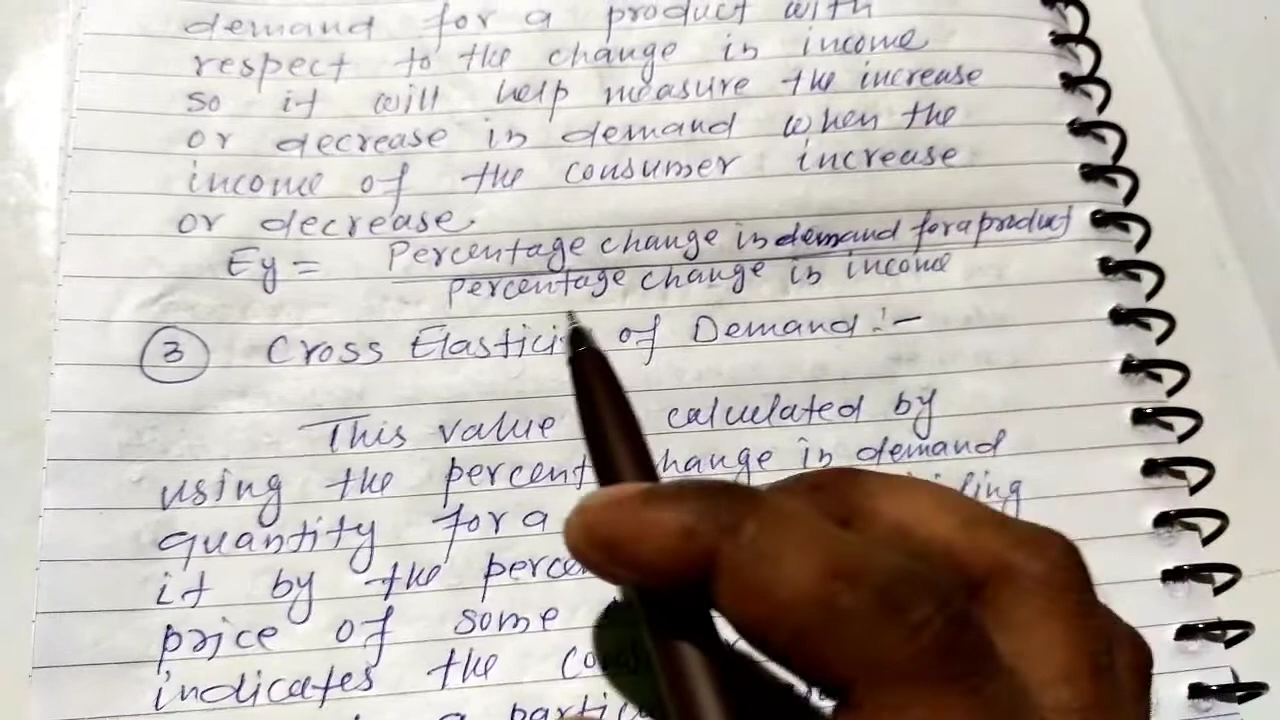 demand for a product with
respect to the change in income
so it will help measure the increase
or decrease in demand when the
income of the consumer increase
or decrease.
Ey = Percentage change in demand for a product
Percentage change in income
3 Cross Elasticity of Demand :-
This value calculated by
using the percent change in demand
quantity for a
it by the
price of some
indicates the
a